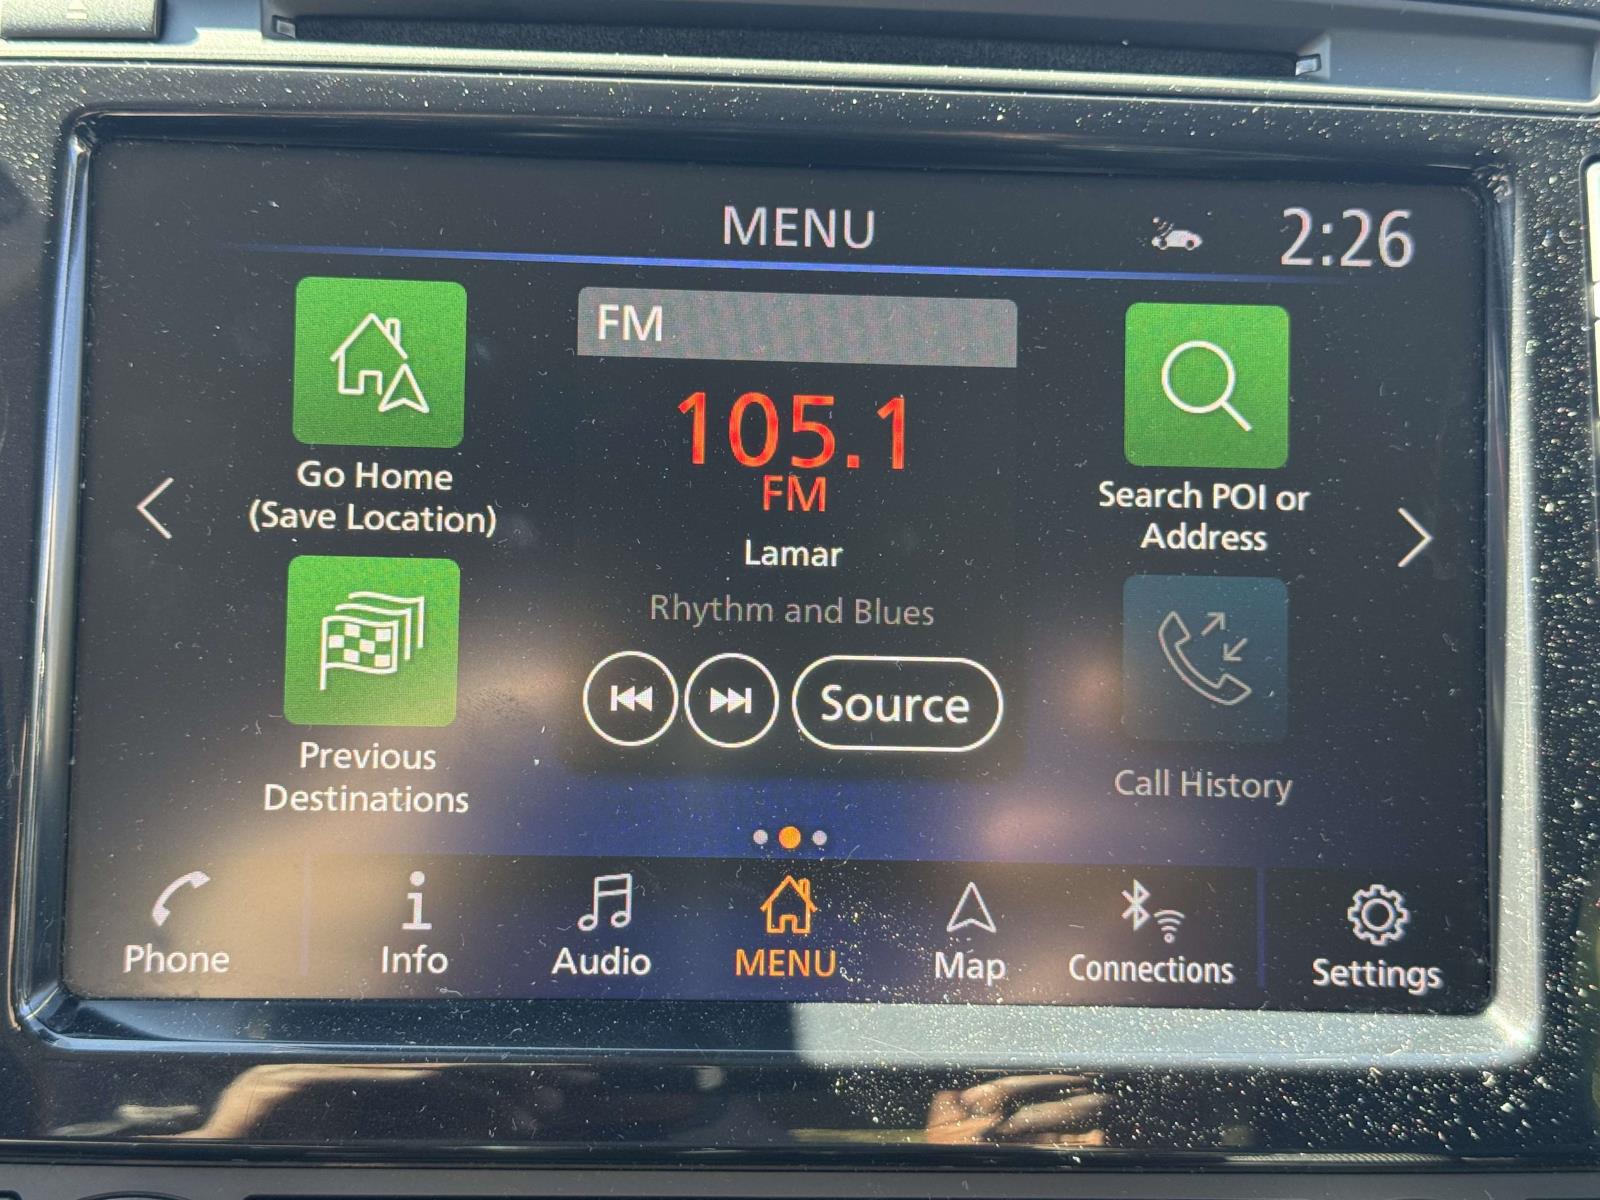 MENU
2:26
FM
105.1
FM
Lamar
Rhythm and Blues
Source
Go Home
(Save Location)
Previous
Destinations
Search POI or
Address
Call History
Phone
Info
Audio
MENU
Map
Connections
Settings